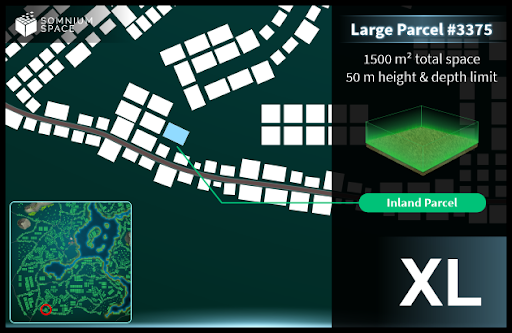 SOMNIUM
SPACE
Large Parcel #3375
1500 m² total space
50 m height & depth limit
Inland Parcel
XL